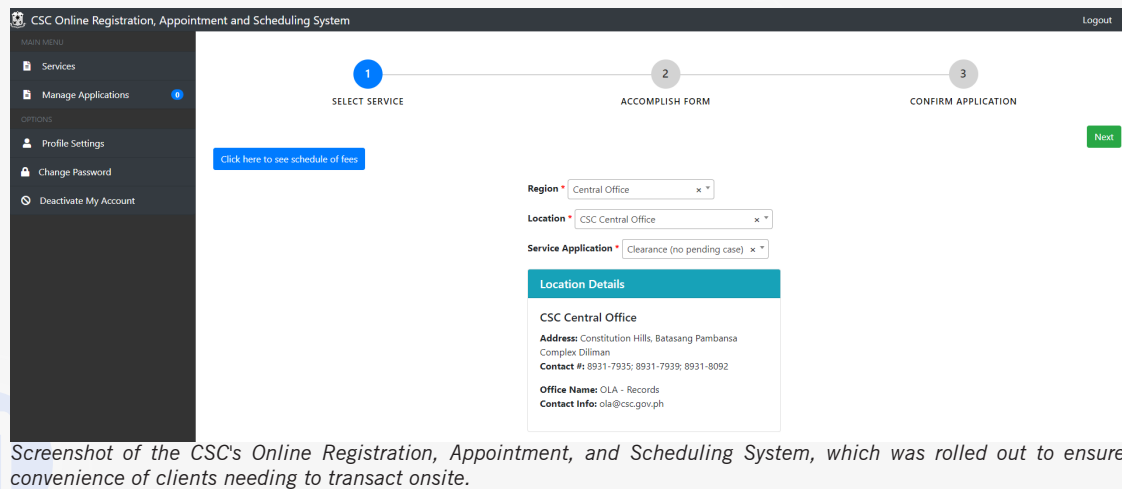 CSC Online Registration, Appointment and Scheduling System
Logout
MAIN MENU
Services
Manage Applications 0
OPTIONS
Profile Settings
Change Password
Deactivate My Account
1 2 3
SELECT SERVICE ACCOMPLISH FORM CONFIRM APPLICATION
Next
Click here to see schedule of fees
Region * Central Office ×
Location * CSC Central Office ×
Service Application * Clearance (no pending case) ×
Location Details
CSC Central Office
Address: Constitution Hills, Batasang Pambansa
Complex Diliman
Contact #: 8931-7935; 8931-7939; 8931-8092
Office Name: OLA - Records
Contact Info: ola@csc.gov.ph
Screenshot of the CSC's Online Registration, Appointment, and Scheduling System, which was rolled out to ensure
convenience of clients needing to transact onsite.